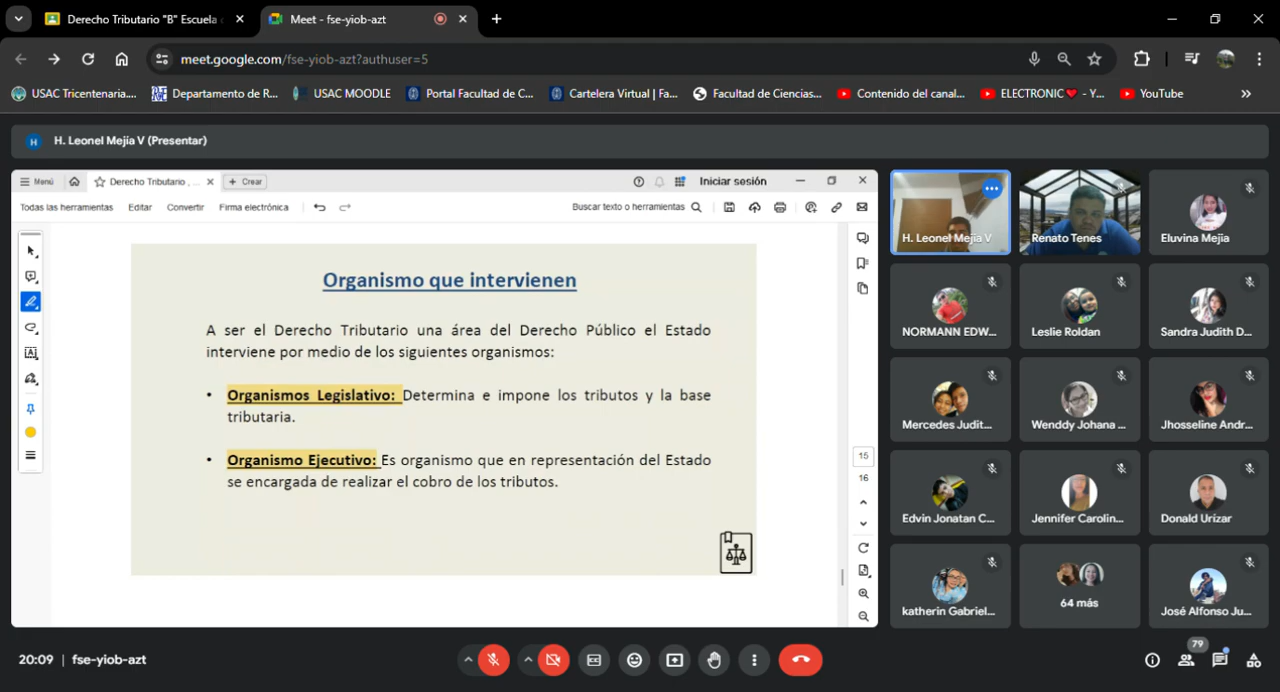 Derecho Tributario "B" Escuela
Meet - fse-yiob-azt
meet.google.com/fse-yiob-azt?authuser=5
USAC Tricentenaria....
Departamento de R...
USAC MOODLE
Portal Facultad de C...
Cartelera Virtual | Fa...
Facultad de Ciencias...
Contenido del canal...
ELECTRONIC❤ - Y...
YouTube
H
H. Leonel Mejía V (Presentar)
Menú
Derecho Tributario , ...
Crear
Iniciar sesión
Todas las herramientas
Editar
Convertir
Firma electrónica
Buscar texto o herramientas
Organismo que intervienen
A ser el Derecho Tributario una área del Derecho Público el Estado
interviene por medio de los siguientes organismos:
• Organismos Legislativo: Determina e impone los tributos y la base
tributaria.
• Organismo Ejecutivo: Es organismo que en representación del Estado
se encargada de realizar el cobro de los tributos.
15
16
H. Leonel Mejía V
Renato Tenes
Eluvina Mejia
NORMANN EDW...
Leslie Roldan
Sandra Judith D...
Mercedes Judit...
Wenddy Johana ...
Jhosseline Andr...
Edvin Jonatan C...
Jennifer Carolin...
Donald Urízar
katherin Gabriel...
64 más
José Alfonso Ju...
20:09 | fse-yiob-azt
79